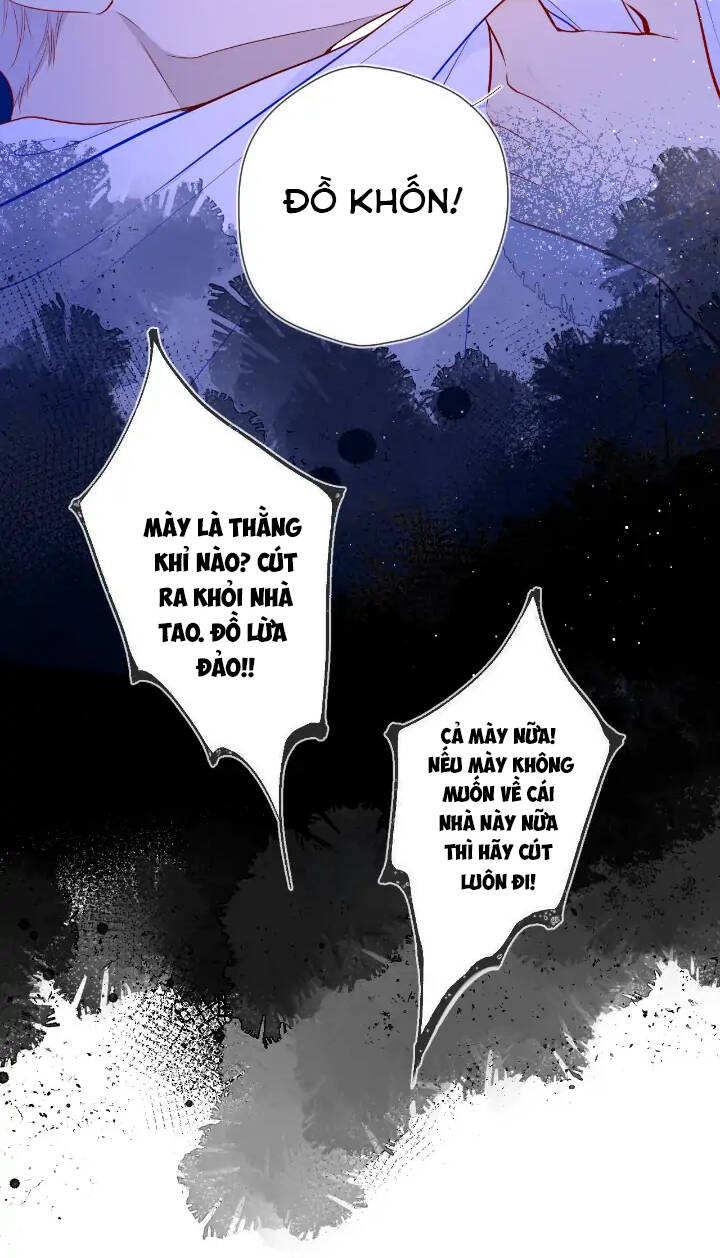 ĐỒ KHỐN!
MÀY LÀ THẰNG
KHỈ NÀO? CÚT
RA KHỎI NHÀ
TAO. ĐỒ LỪA
ĐẢO!!
CẢ MÀY NỮA!
NẾU MÀY KHÔNG
MUỐN VỀ CÁI
NHÀ NÀY NỮA
THÌ HÃY CÚT
LUÔN ĐI!